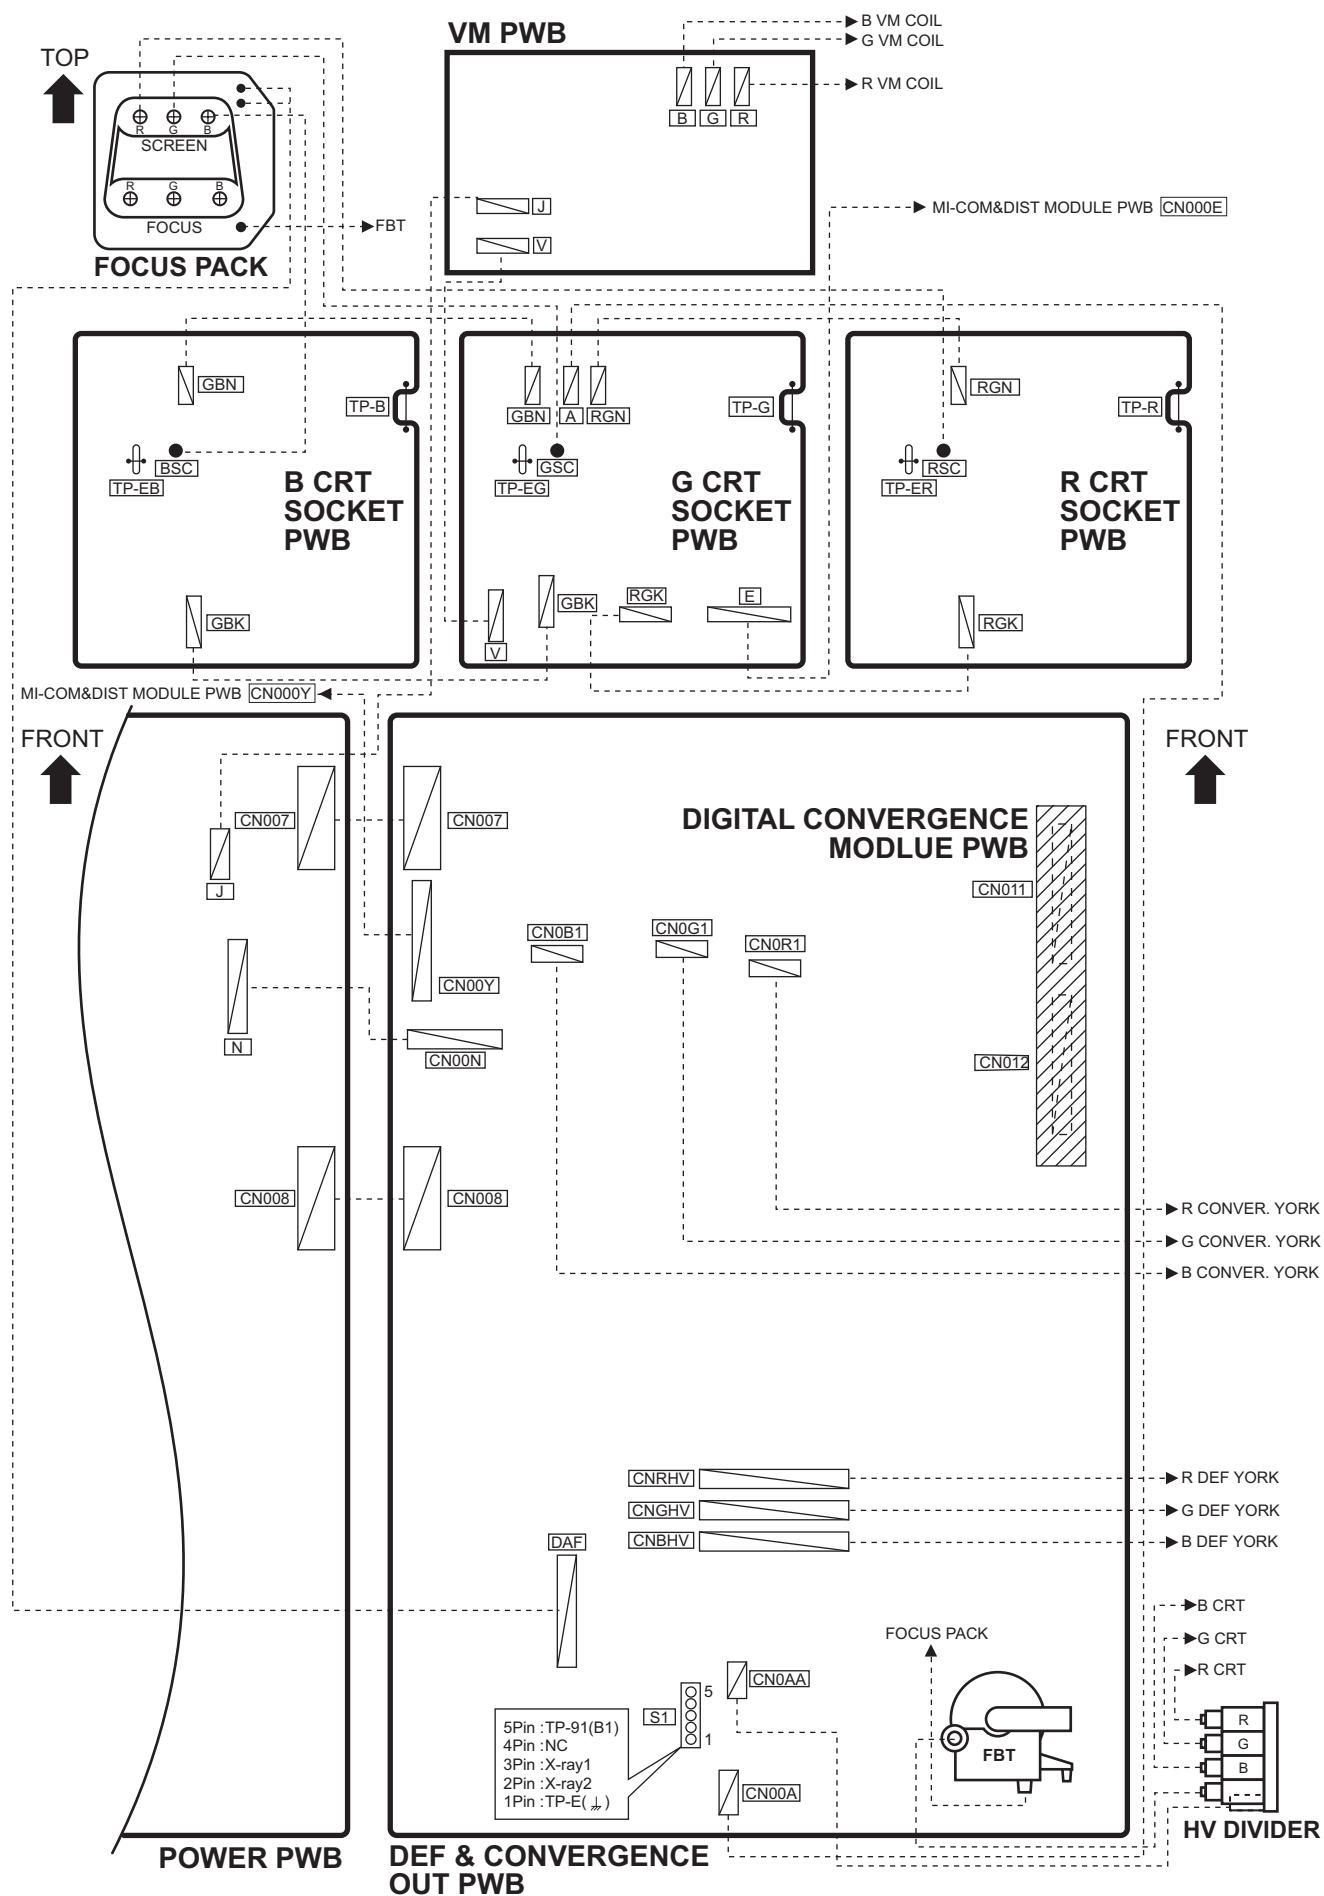 VM PWB
B VM COIL
G VM COIL
R VM COIL
B G R
J
V
TOP
R G B
SCREEN
R G B
FOCUS
FBT
FOCUS PACK
MI-COM&DIST MODULE PWB CN000E
GBN
TP-B
BSC
TP-EB
B CRT
SOCKET
PWB
GBK
GBN A RGN
TP-G
GSC
TP-EG
G CRT
SOCKET
PWB
GBK
RGK
E
V
RGN
TP-R
RSC
TP-ER
R CRT
SOCKET
PWB
RGK
MI-COM&DIST MODULE PWB CN000Y
FRONT
FRONT
CN007
CN007
J
DIGITAL CONVERGENCE
MODLUE PWB
CN011
CN0B1
CN0G1
CN0R1
CN00Y
N
CN00N
CN012
CN008
CN008
R CONVER. YORK
G CONVER. YORK
B CONVER. YORK
CNRHV
R DEF YORK
CNGHV
G DEF YORK
CNBHV
B DEF YORK
DAF
B CRT
G CRT
R CRT
FOCUS PACK
CN0AA
S1
5
1
5Pin :TP-91(B1)
4Pin :NC
3Pin :X-ray1
2Pin :X-ray2
1Pin :TP-E( )
FBT
CN00A
R
G
B
HV DIVIDER
POWER PWB
DEF & CONVERGENCE
OUT PWB